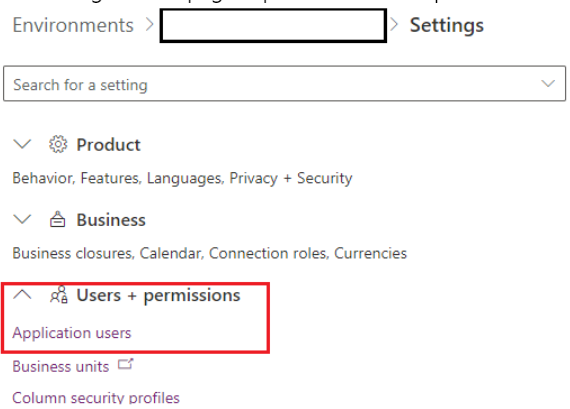 Environments > > Settings
Search for a setting
Product
Behavior, Features, Languages, Privacy + Security
Business
Business closures, Calendar, Connection roles, Currencies
Users + permissions
Application users
Business units
Column security profiles